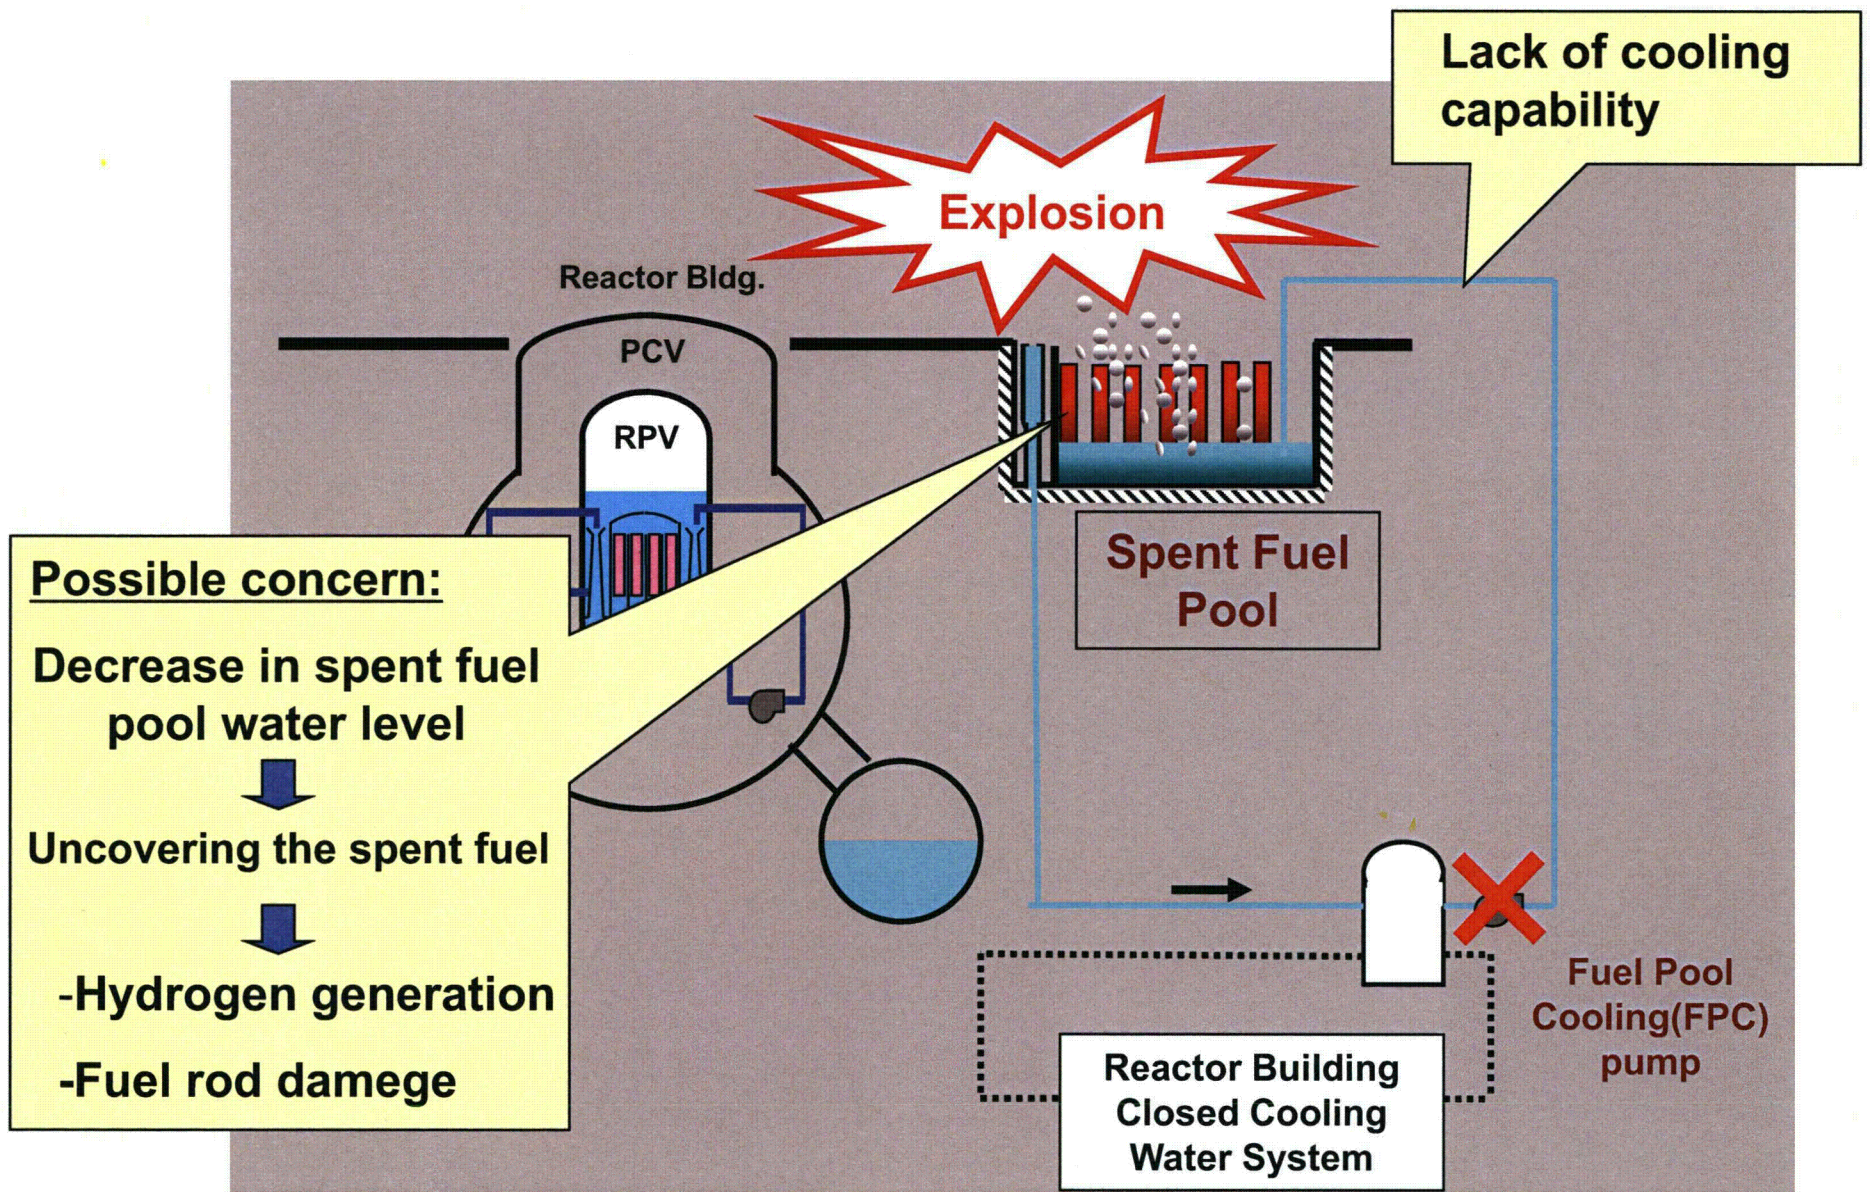 Lack of cooling
capability
Explosion
Reactor Bldg.
PCV
RPV
Spent Fuel
Pool
Possible concern:
Decrease in spent fuel
pool water level
Uncovering the spent fuel
-Hydrogen generation
-Fuel rod damege
Fuel Pool
Cooling(FPC)
pump
Reactor Building
Closed Cooling
Water System